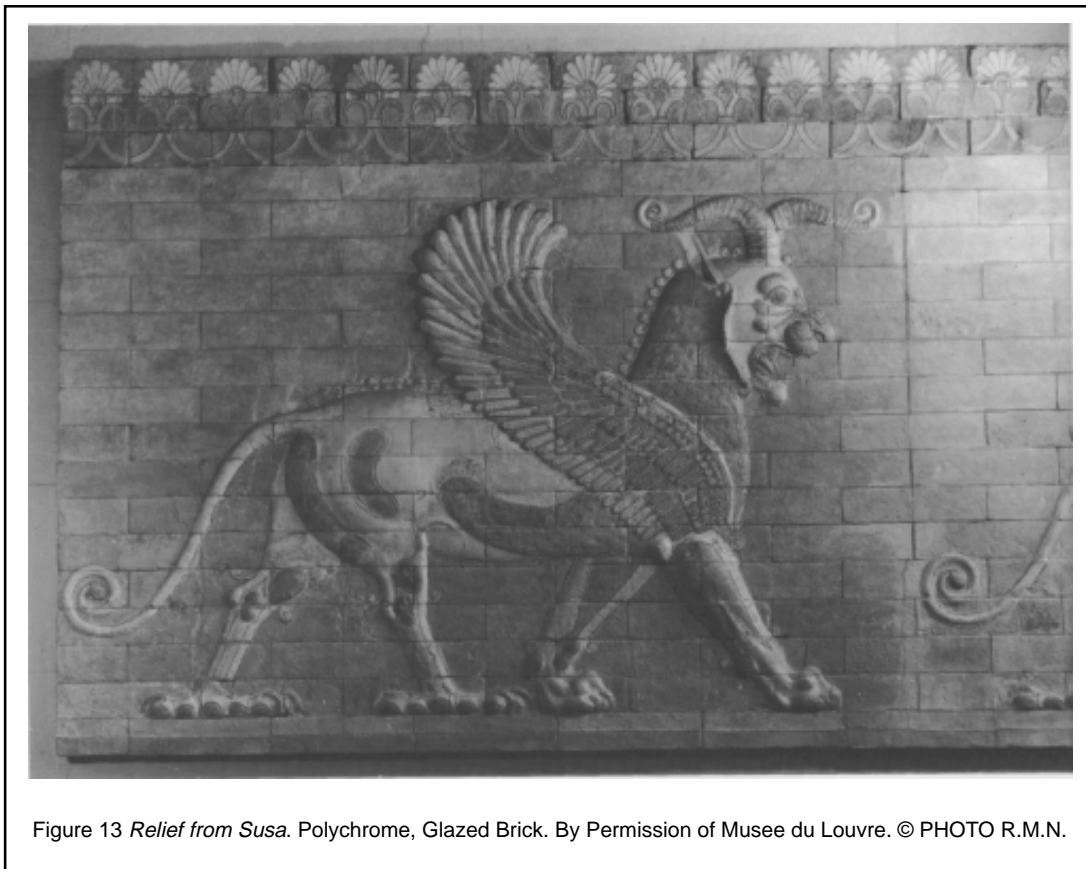 Figure 13 Relief from Susa. Polychrome, Glazed Brick. By Permission of Musee du Louvre. © PHOTO R.M.N.